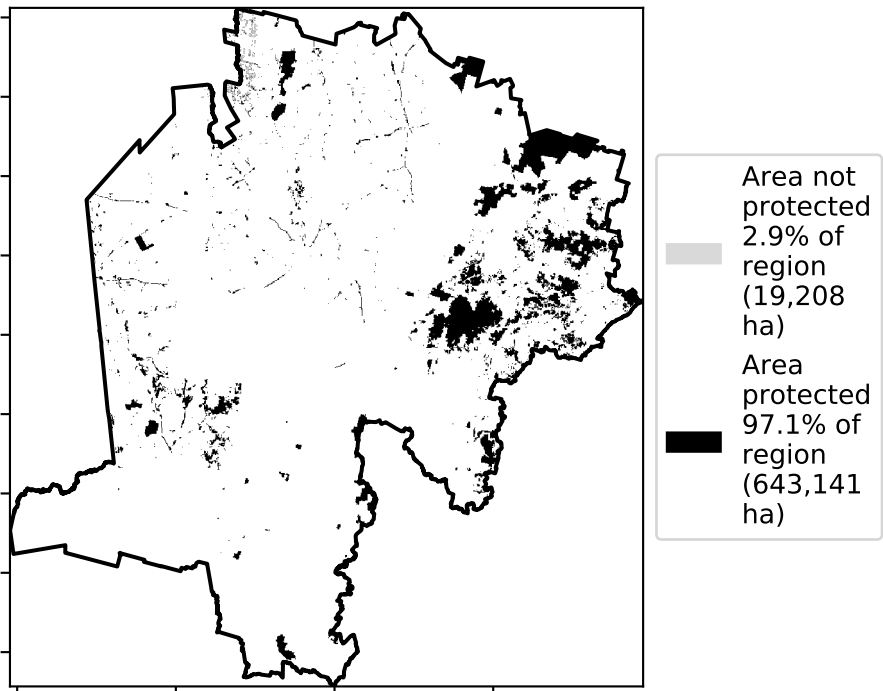 Area not
protected
2.9% of
region
(19,208
ha)
Area
protected
97.1% of
region
(643,141
ha)